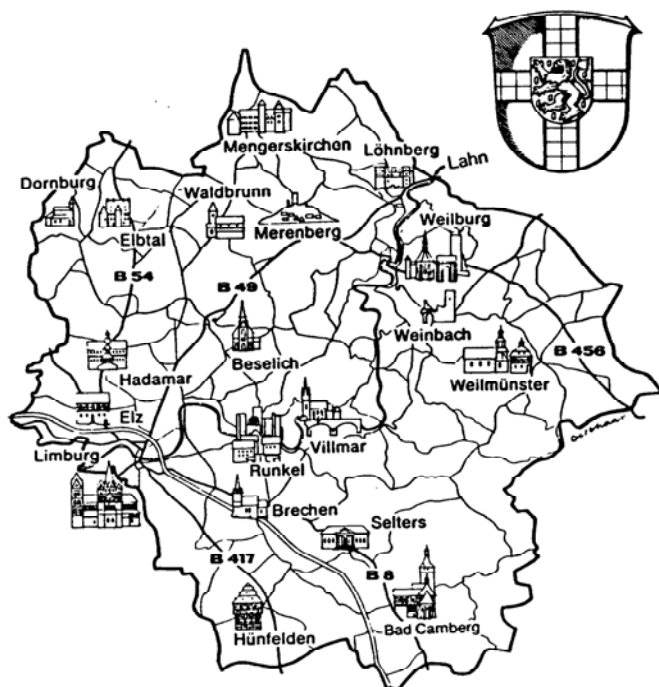 Mengerskirchen
Löhnberg
Lahn
Dornburg
Waldbrunn
Elbtal
Merenberg
Weilburg
B 54
B 49
Weinbach
B 456
Beselich
Hadamar
Weilmünster
Elz
Villmar
Limburg
Runkel
Brechen
Selters
B 417
B 8
Hünfelden
Bad Camberg